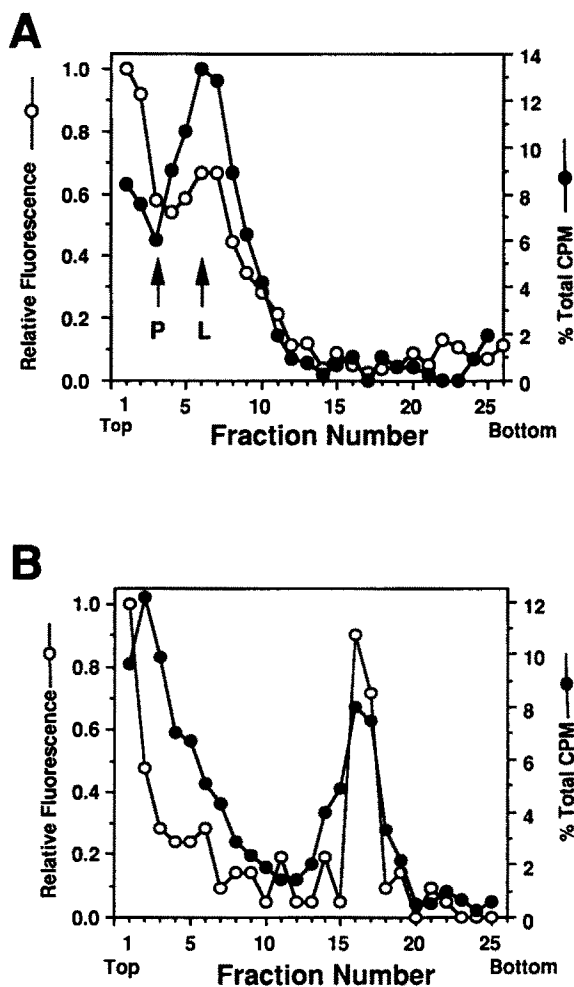 A
Relative Fluorescence
1.0
0.8
0.6
0.4
0.2
0.0
14
12
10
8
6
4
2
0
% Total CPM
P L
1 5 10 15 20 25
Top Fraction Number Bottom
B
Relative Fluorescence
1.0
0.8
0.6
0.4
0.2
0.0
12
10
8
6
4
2
0
% Total CPM
1 5 10 15 20 25
Top Fraction Number Bottom